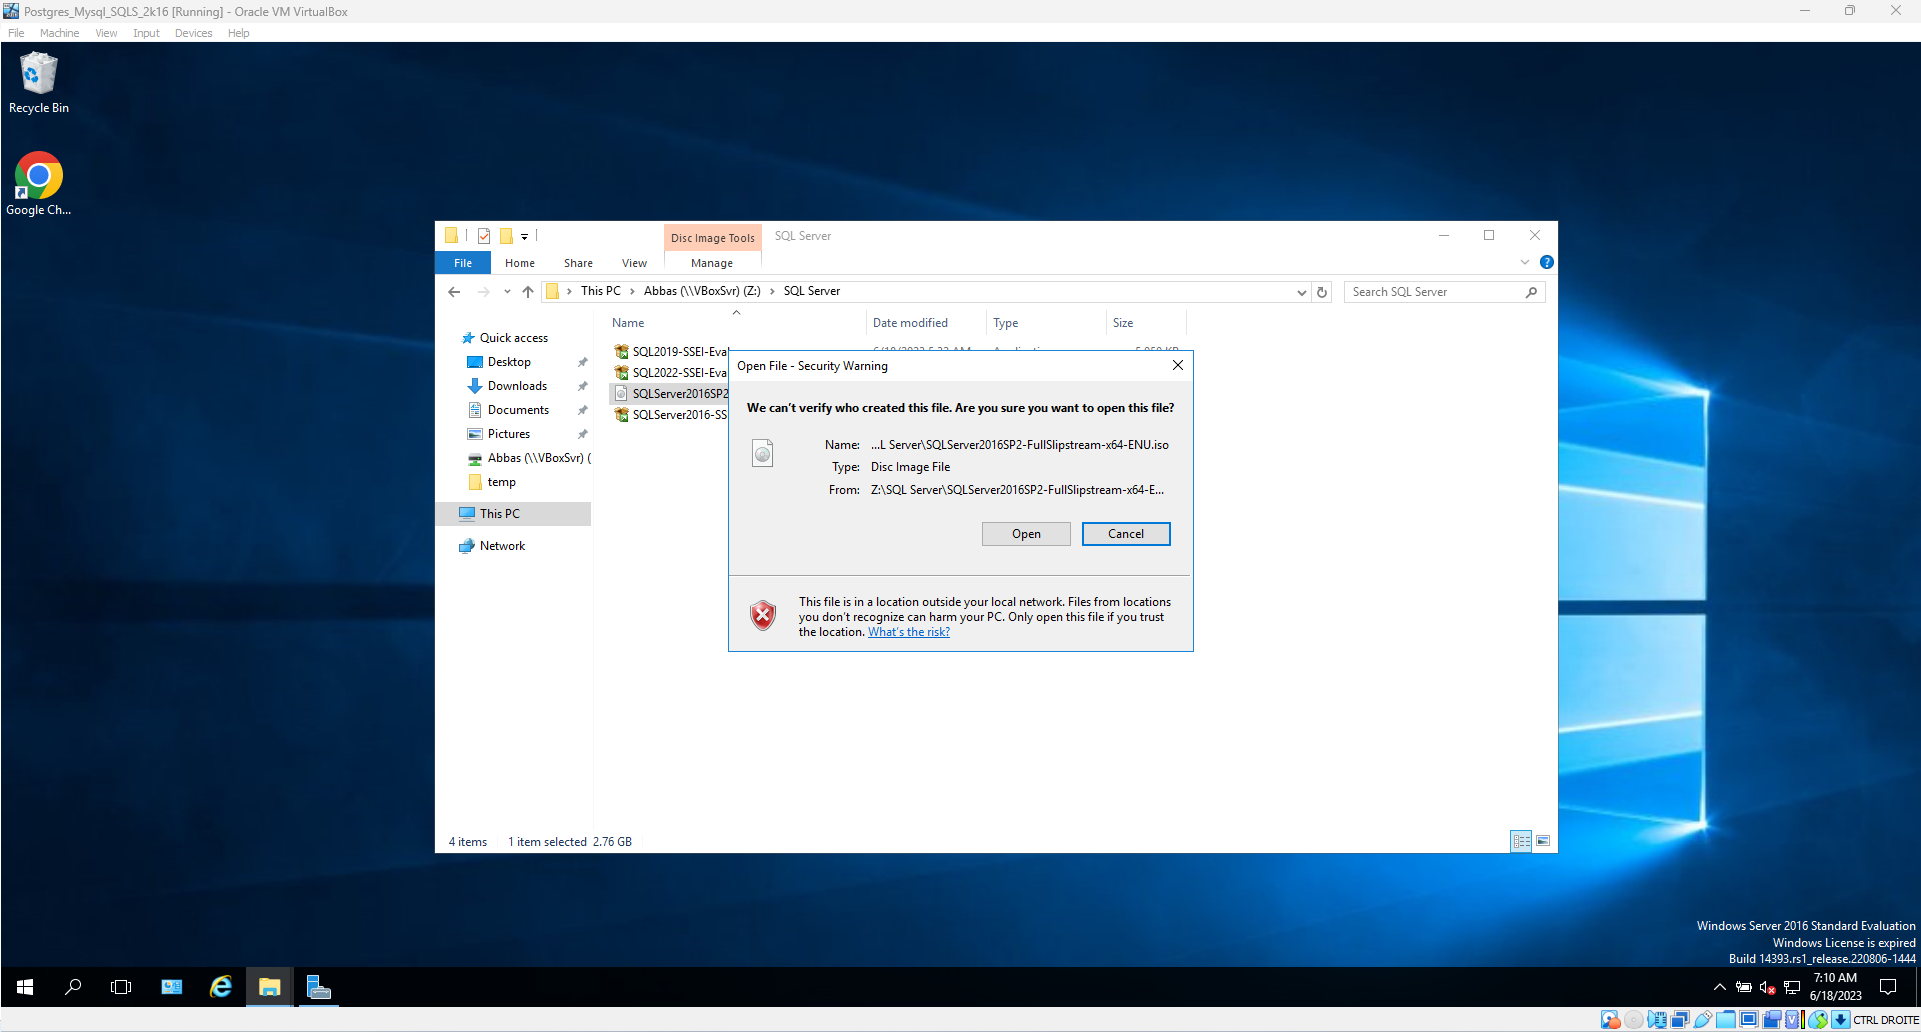 Postgres_Mysql_SQLS_2k16 [Running] - Oracle VM VirtualBox
File Machine View Input Devices Help
Recycle Bin
Google Ch...
Disc Image Tools SQL Server
File Home Share View Manage
This PC Abbas (\\VBoxSvr) (Z:) SQL Server
Search SQL Server
Name Date modified Type Size
Quick access
Desktop
Downloads
Documents
Pictures
Abbas (\\VBoxSvr) (
temp
This PC
Network
SQL2019-SSEI-Eval
SQL2022-SSEI-Eva
SQLServer2016SP2
SQLServer2016-SS
Open File - Security Warning
We can't verify who created this file. Are you sure you want to open this file?
Name: ...L Server\SQLServer2016SP2-FullSlipstream-x64-ENU.iso
Type: Disc Image File
From: Z:\SQL Server\SQLServer2016SP2-FullSlipstream-x64-E...
Open Cancel
This file is in a location outside your local network. Files from locations
you don't recognize can harm your PC. Only open this file if you trust
the location. What's the risk?
4 items 1 item selected 2.76 GB
Windows Server 2016 Standard Evaluation
Windows License is expired
Build 14393.rs1_release.220806-1444
7:10 AM
6/18/2023
CTRL DROITE